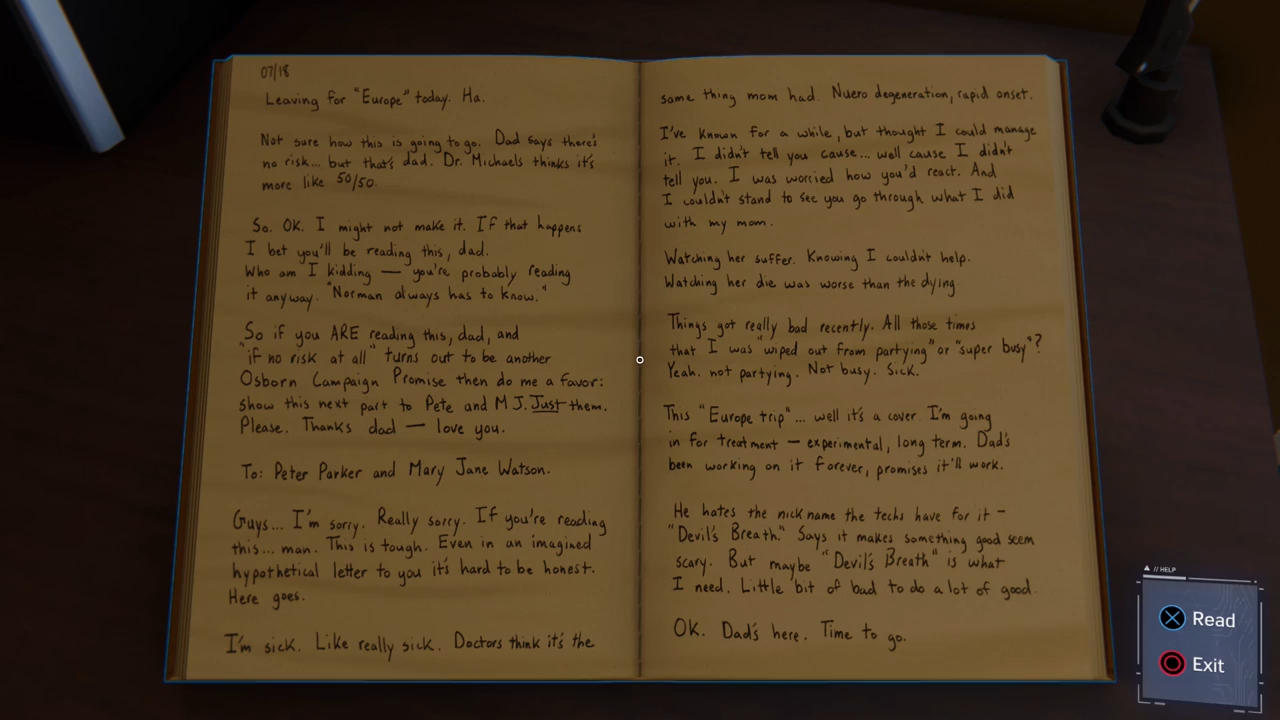 07/18
Leaving for "Europe" today. Ha.
Not sure how this is going to go. Dad says there's
no risk... but that's dad. Dr. Michaels thinks it's
more like 50/50.
So. OK. I might not make it. If that happens
I bet you'll be reading this, dad.
Who am I kidding — you're probably reading
it anyway. "Norman always has to know."
So if you ARE reading this, dad, and
"if no risk at all" turns out to be another
Osborn Campaign Promise then do me a favor:
show this next part to Pete and MJ. Just them.
Please. Thanks dad — love you.
To: Peter Parker and Mary Jane Watson.
Guys... I'm sorry. Really sorry. If you're reading
this... man. This is tough. Even in an imagined
hypothetical letter to you it's hard to be honest.
Here goes.
I'm sick. Like really sick. Doctors think it's the
same thing mom had. Nuero degeneration, rapid onset.
I've known for a while, but thought I could manage
it. I didn't tell you cause... well cause I didn't
tell you. I was worried how you'd react. And
I couldn't stand to see you go through what I did
with my mom.
Watching her suffer. Knowing I couldn't help.
Watching her die was worse than the dying
Things got really bad recently. All those times
that I was "wiped out from partying" or "super busy"?
Yeah. not partying. Not busy. Sick.
This "Europe trip"... well it's a cover. I'm going
in for treatment — experimental, long term. Dad's
been working on it forever, promises it'll work.
He hates the nickname the techs have for it -
"Devil's Breath." Says it makes something good seem
scary. But maybe "Devil's Breath" is what
I need. Little bit of bad to do a lot of good.
OK. Dad's here. Time to go.
// HELP
Read
Exit